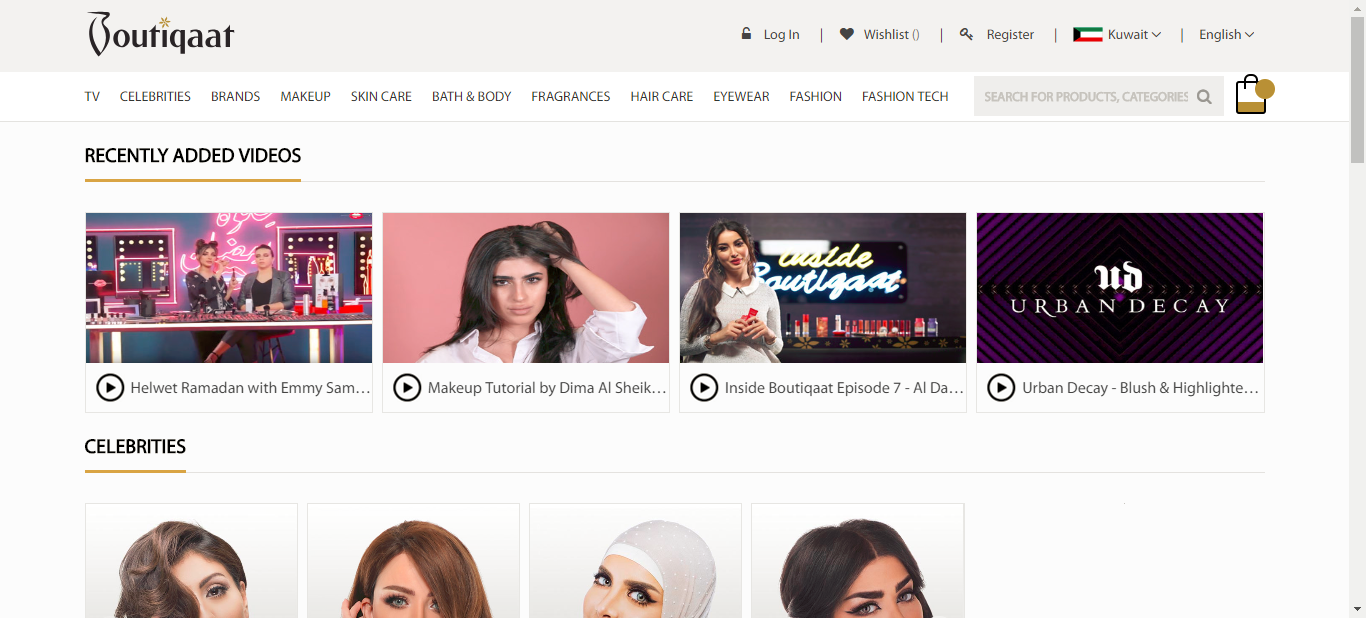 Boutiqaat
Log In | Wishlist () | Register | Kuwait | English
TV CELEBRITIES BRANDS MAKEUP SKIN CARE BATH & BODY FRAGRANCES HAIR CARE EYEWEAR FASHION FASHION TECH SEARCH FOR PRODUCTS, CATEGORIES
RECENTLY ADDED VIDEOS
inside
Boutiqaat
ud
URBAN DECAY
Helwet Ramadan with Emmy Sam...
Makeup Tutorial by Dima Al Sheik...
Inside Boutiqaat Episode 7 - Al Da...
Urban Decay - Blush & Highlighte...
CELEBRITIES